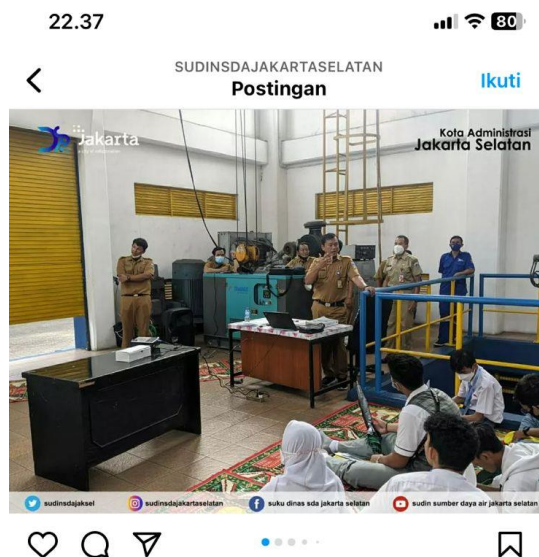 22.37
80
SUDINSDAJAKARTASELATAN
Postingan
Ikuti
Jakarta
Kota Administrasi
Jakarta Selatan
sudinsdajaksel
sudinsdajakartaselatan
suku dinas sda jakarta selatan
sudin sumber daya air jakarta selatan